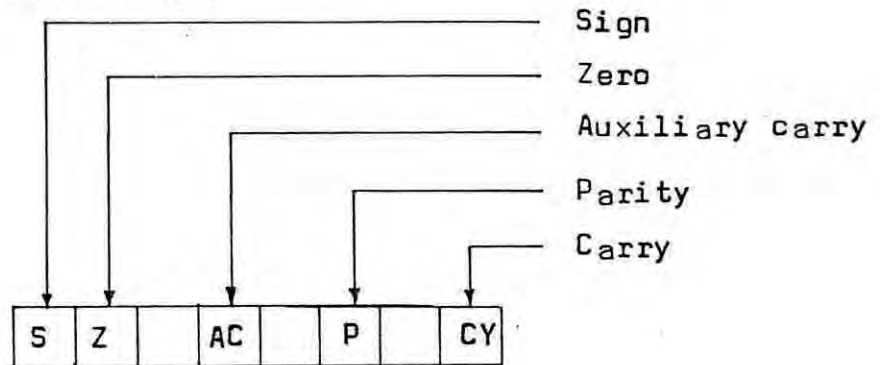 Sign
Zero
Auxiliary carry
Parity
Carry
S Z AC P CY